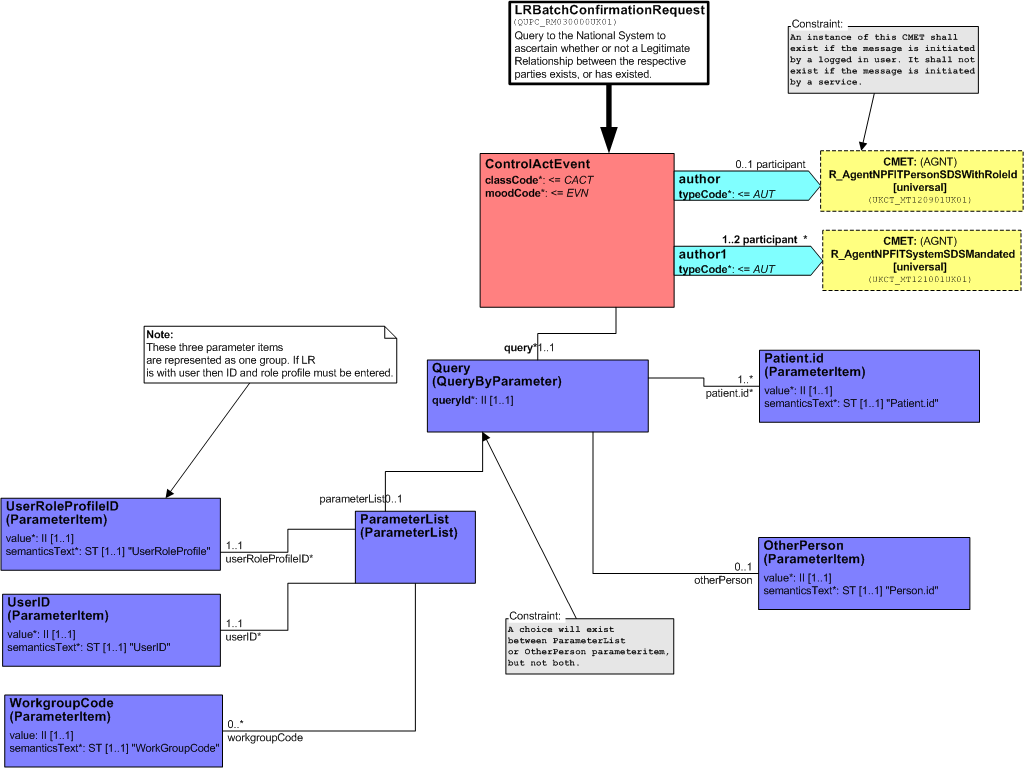 LRBatchConfirmationRequest
(QUPC_RM030000UK01)
Query to the National System to
ascertain whether or not a Legitimate
Relationship between the respective
parties exists, or has existed.
Constraint:
An instance of this CMET shall
exist if the message is initiated
by a logged in user. It shall not
exist if the message is initiated
by a service.
ControlActEvent
classCode*: <= CACT
moodCode*: <= EVN
0..1 participant
author
typeCode*: <= AUT
CMET: (AGNT)
R_AgentNPFITPersonSDSWithRoleId
[universal]
(UKCT_MT120901UK01)
1..2 participant *
author1
typeCode*: <= AUT
CMET: (AGNT)
R_AgentNPFITSystemSDSMandated
[universal]
(UKCT_MT121001UK01)
Note:
These three parameter items
are represented as one group. If LR
is with user then ID and role profile must be entered.
query*1..1
Query
(QueryByParameter)
queryId*: II [1..1]
1..*
patient.id*
Patient.id
(ParameterItem)
value*: II [1..1]
semanticsText*: ST [1..1] "Patient.id"
parameterList0..1
ParameterList
(ParameterList)
UserRoleProfileID
(ParameterItem)
value*: II [1..1]
semanticsText*: ST [1..1] "UserRoleProfile"
1..1
userRoleProfileID*
UserID
(ParameterItem)
value*: II [1..1]
semanticsText*: ST [1..1] "UserID"
1..1
userID*
WorkgroupCode
(ParameterItem)
value: II [1..1]
semanticsText*: ST [1..1] "WorkGroupCode"
0..*
workgroupCode
0..1
otherPerson
OtherPerson
(ParameterItem)
value*: II [1..1]
semanticsText*: ST [1..1] "Person.id"
Constraint:
A choice will exist
between ParameterList
or OtherPerson parameteritem,
but not both.